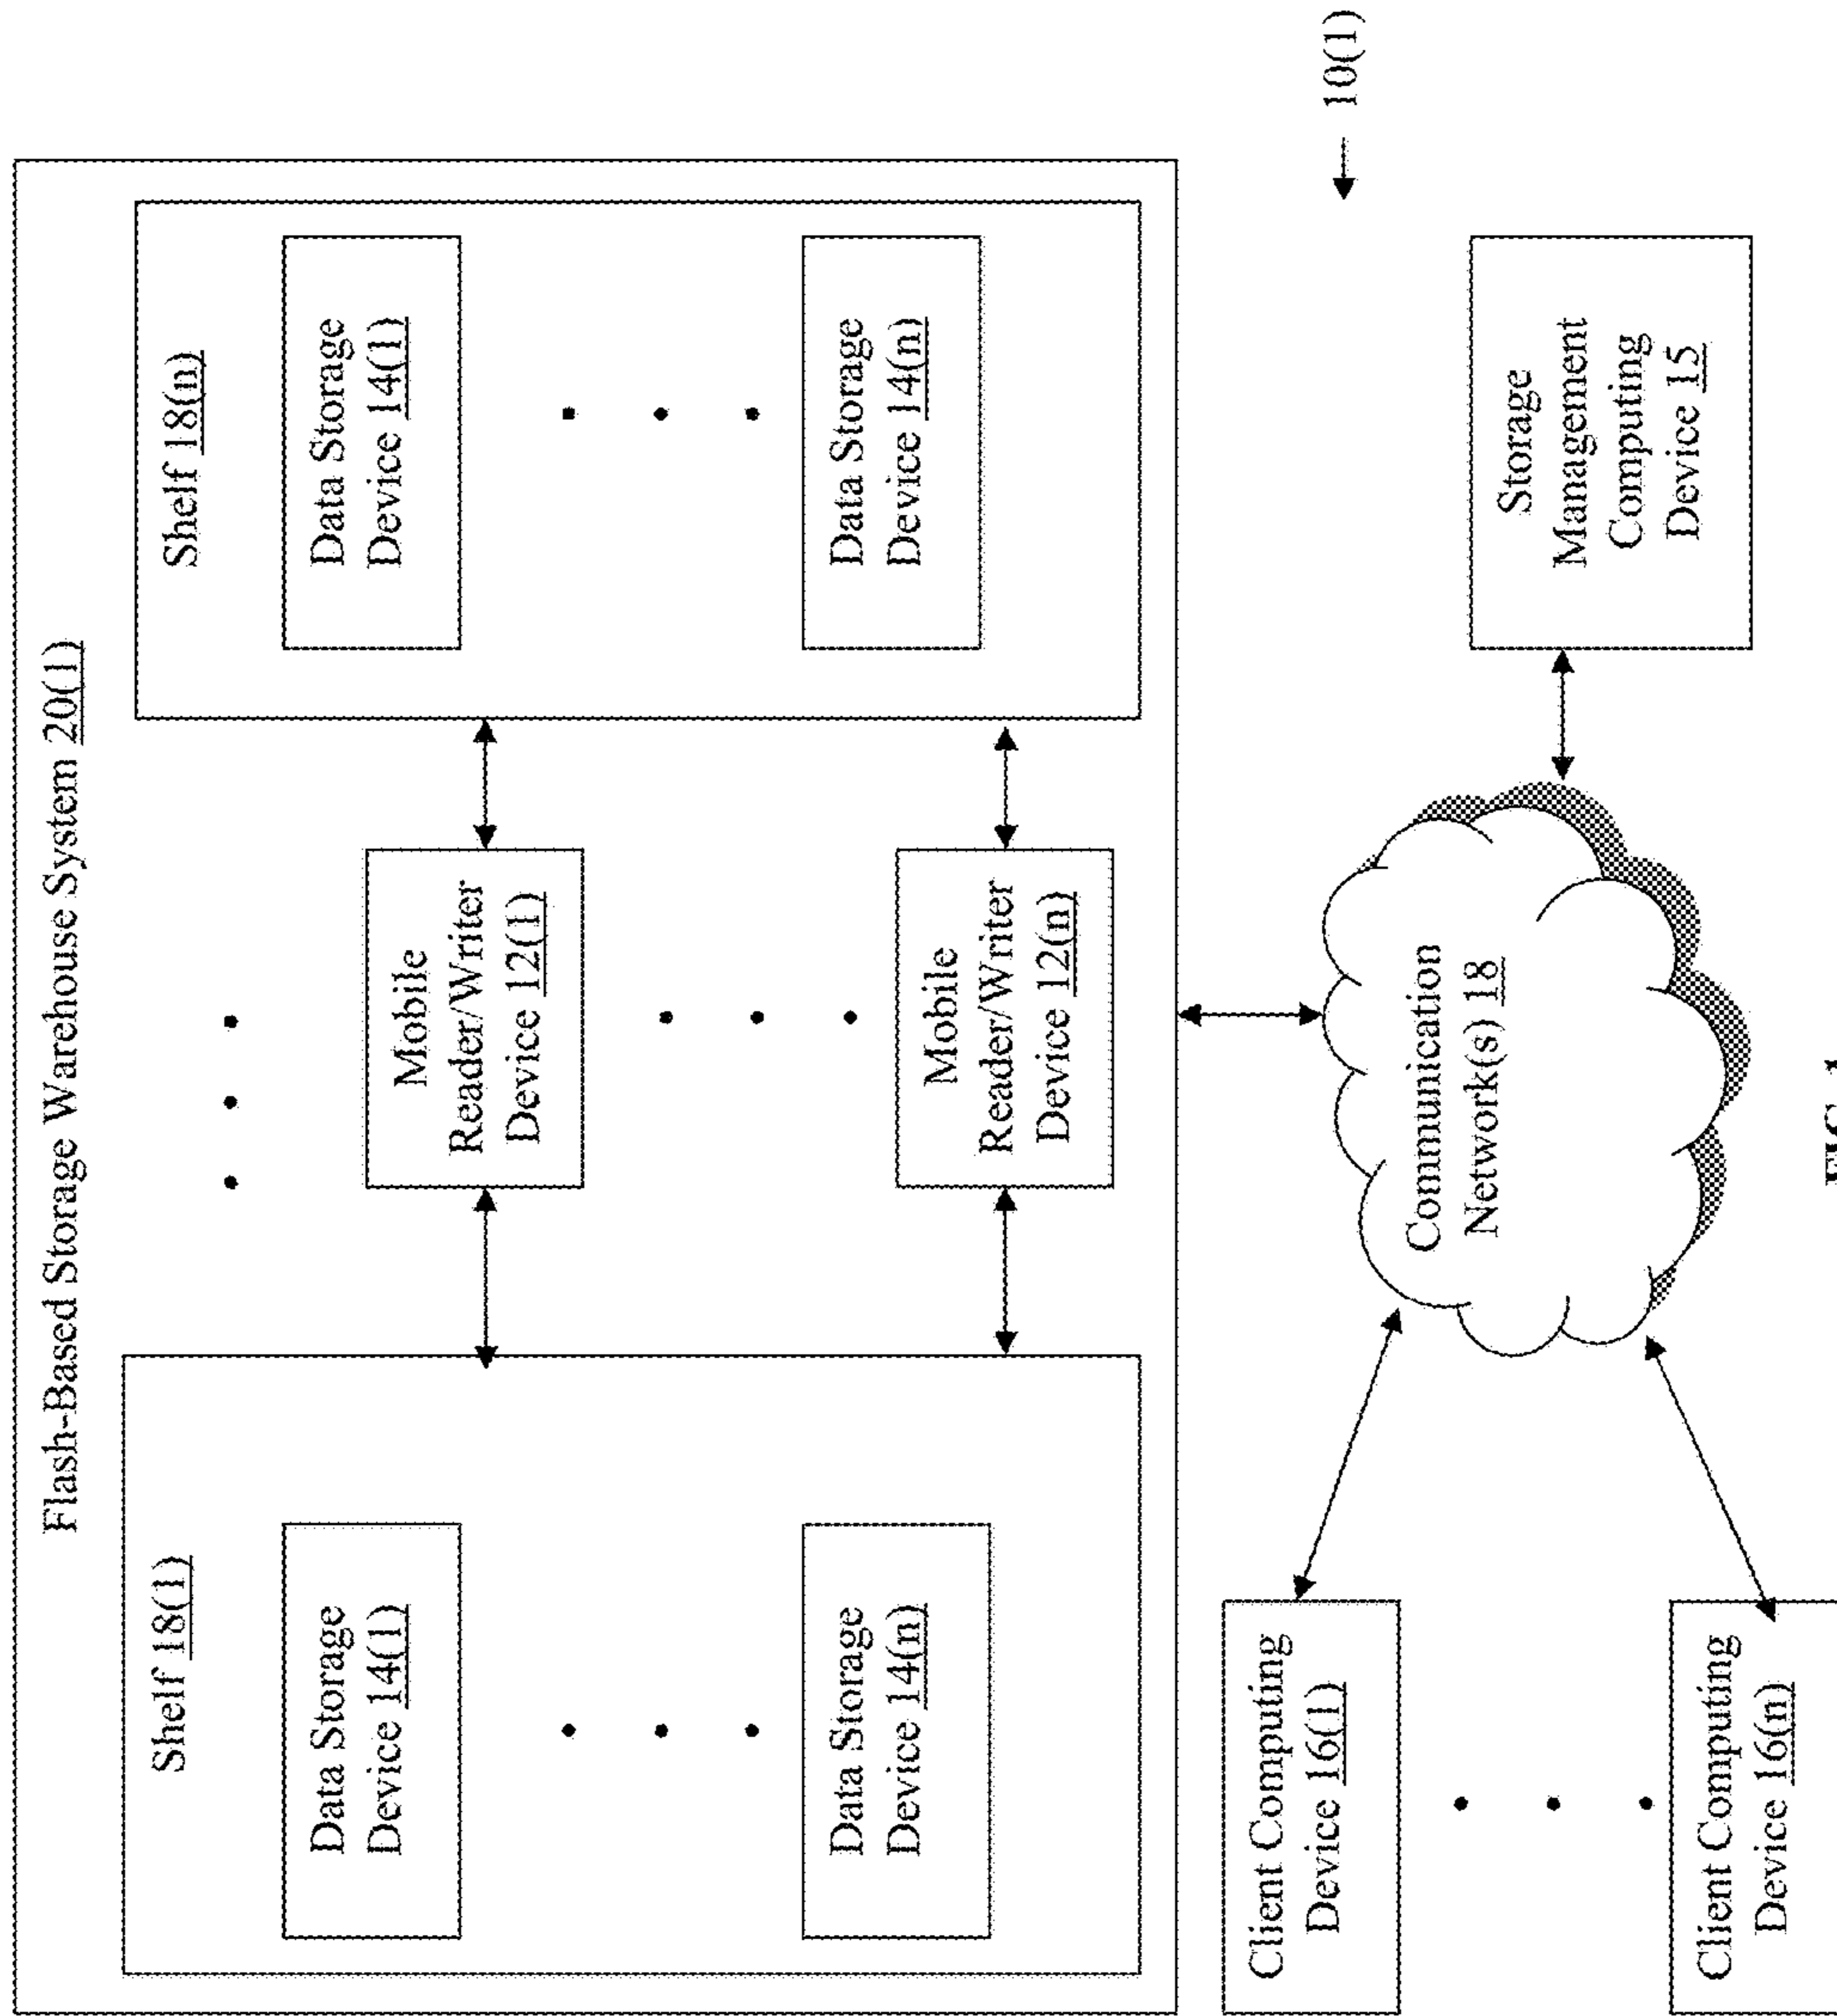 Flash-Based Storage Warehouse System 20(1)
Shelf 18(1)
Data Storage
Device 14(1)
Data Storage
Device 14(n)
Mobile
Reader/Writer
Device 12(1)
Mobile
Reader/Writer
Device 12(n)
Shelf 18(n)
Data Storage
Device 14(1)
Data Storage
Device 14(n)
10(1)
Client Computing
Device 16(1)
Client Computing
Device 16(n)
Communication
Network(s) 18
Storage
Management
Computing
Device 15